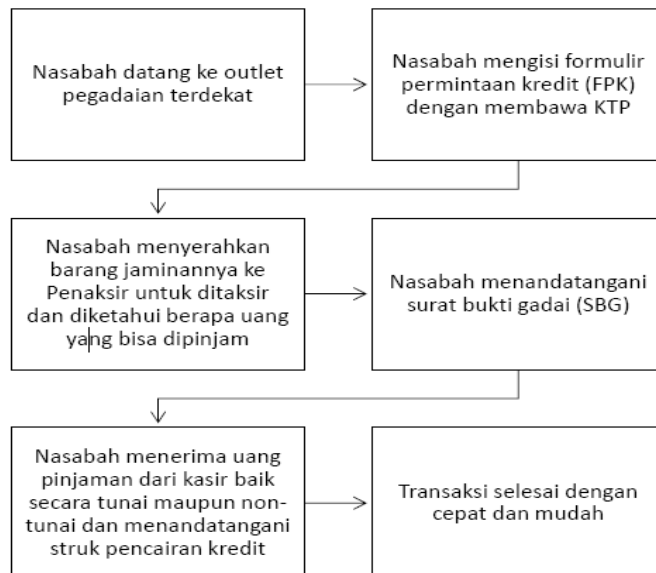 Nasabah datang ke outlet
pegadaian terdekat
Nasabah mengisi formulir
permintaan kredit (FPK)
dengan membawa KTP
Nasabah menyerahkan
barang jaminannya ke
Penaksir untuk ditaksir
dan diketahui berapa uang
yang bisa dipinjam
Nasabah menandatangani
surat bukti gadai (SBG)
Nasabah menerima uang
pinjaman dari kasir baik
secara tunai maupun non-
tunai dan menandatangani
struk pencairan kredit
Transaksi selesai dengan
cepat dan mudah